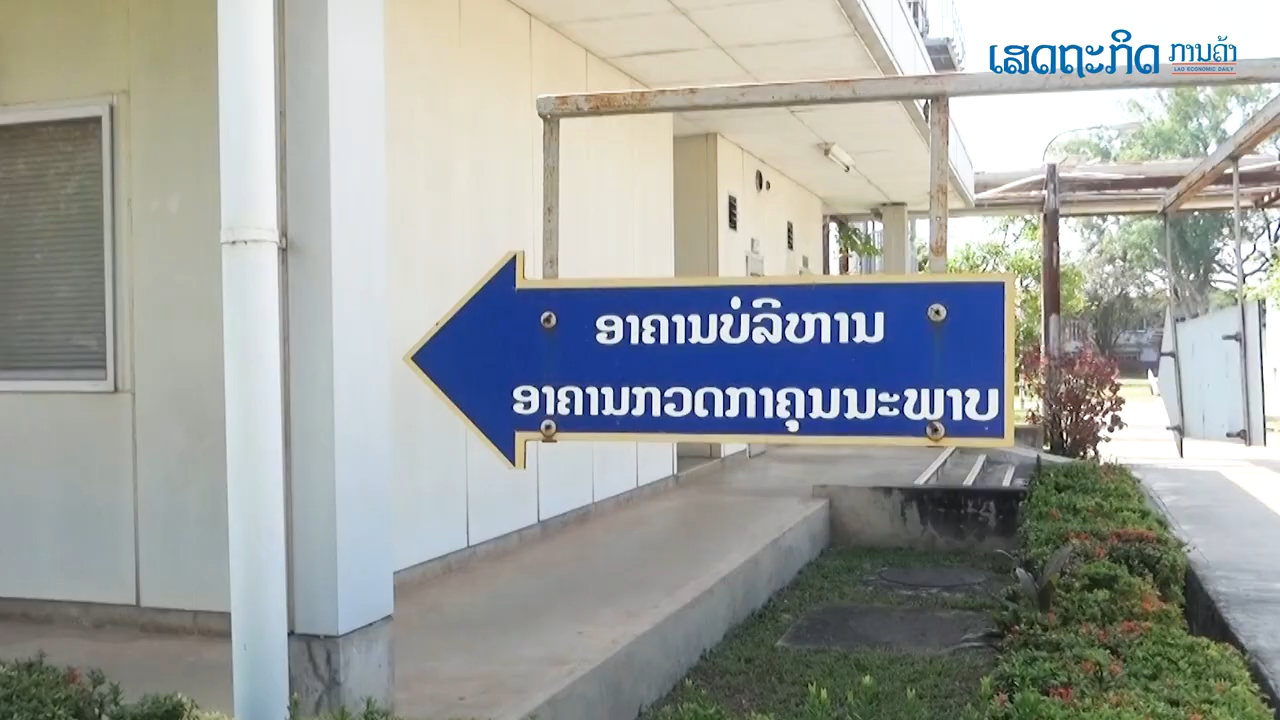 ເສດຖະກິດ ການຄ້າ
LAO ECONOMIC DAILY
ອາຄານບໍລິຫານ
ອາຄານກວດກາຄຸນນະພາບ